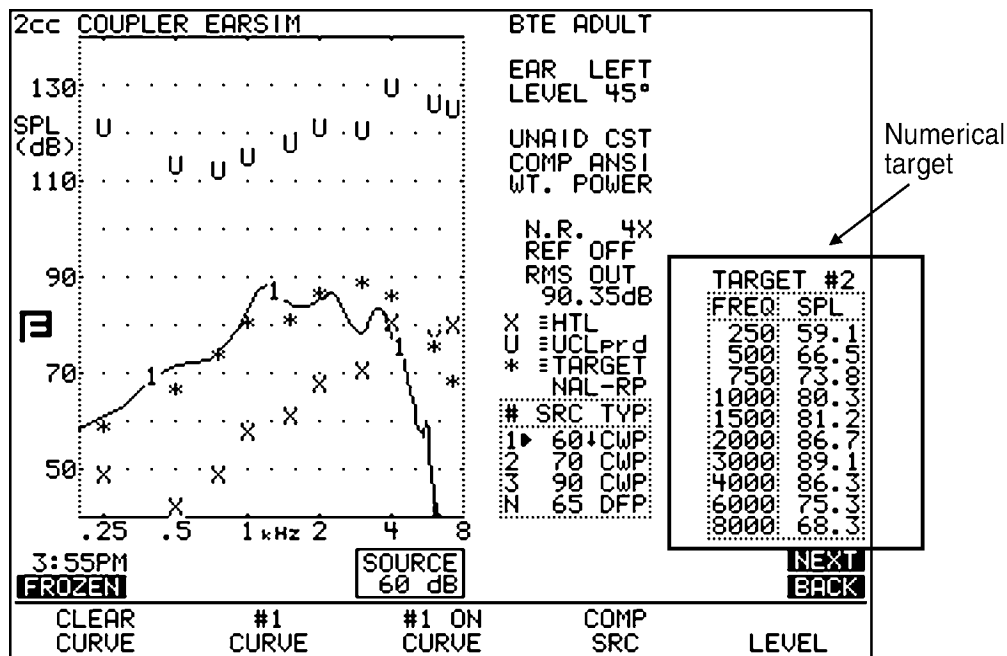 2cc COUPLER EARSIM
130
SPL
(dB)
110
90
70
50
.25 .5 1 kHz 2 4 8
BTE ADULT
EAR LEFT
LEVEL 45°
UNAID CST
COMP ANSI
WT. POWER
N.R. 4X
REF OFF
RMS OUT
90.35dB
X ≡HTL
U ≡UCLprd
* ≡TARGET
NAL-RP
# SRC TYP
1▶ 60↓CWP
2 70 CWP
3 90 CWP
N 65 DFP
Numerical
target
TARGET #2
FREQ SPL
250 59.1
500 66.5
750 73.8
1000 80.3
1500 81.2
2000 86.7
3000 89.1
4000 86.3
6000 75.3
8000 68.3
3:55PM
FROZEN
SOURCE
60 dB
NEXT
BACK
CLEAR
CURVE
#1
CURVE
#1 ON
CURVE
COMP
SRC
LEVEL